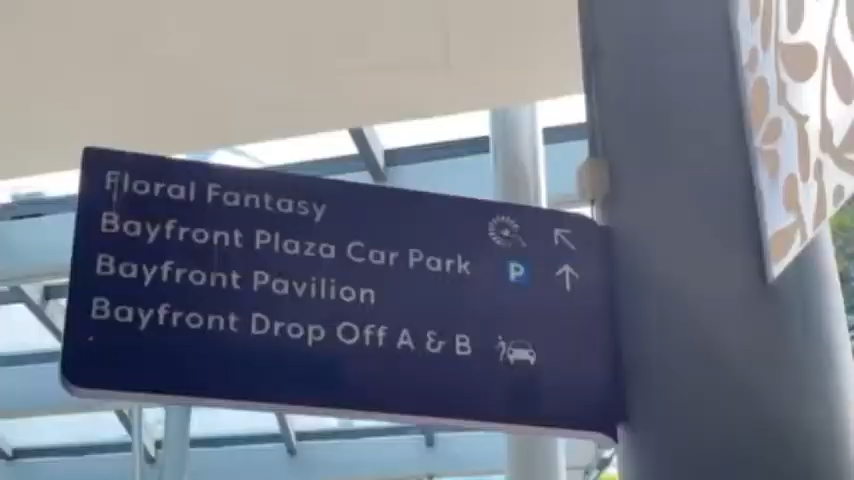 Floral Fantasy
Bayfront Plaza Car Park P
Bayfront Pavilion
Bayfront Drop Off A & B